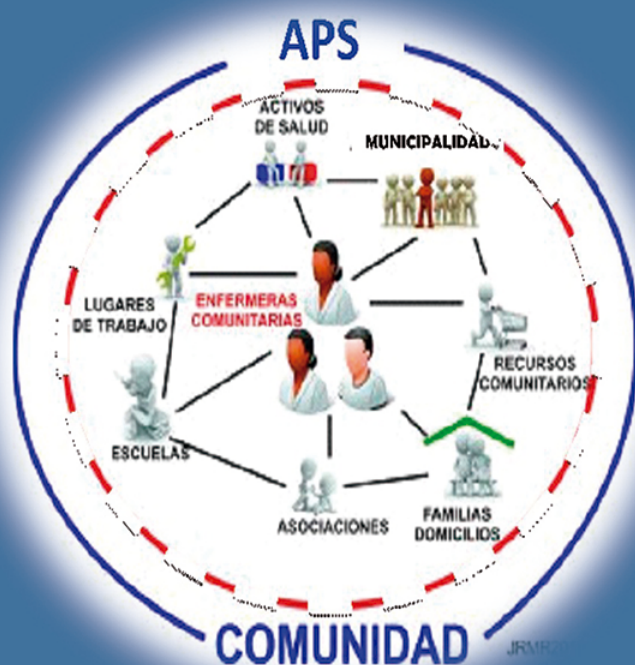 APS
ACTIVOS
DE SALUD
MUNICIPALIDAD
LUGARES
DE TRABAJO
ENFERMERAS
COMUNITARIAS
RECURSOS
COMUNITARIOS
ESCUELAS
ASOCIACIONES
FAMILIAS
DOMICILIOS
COMUNIDAD